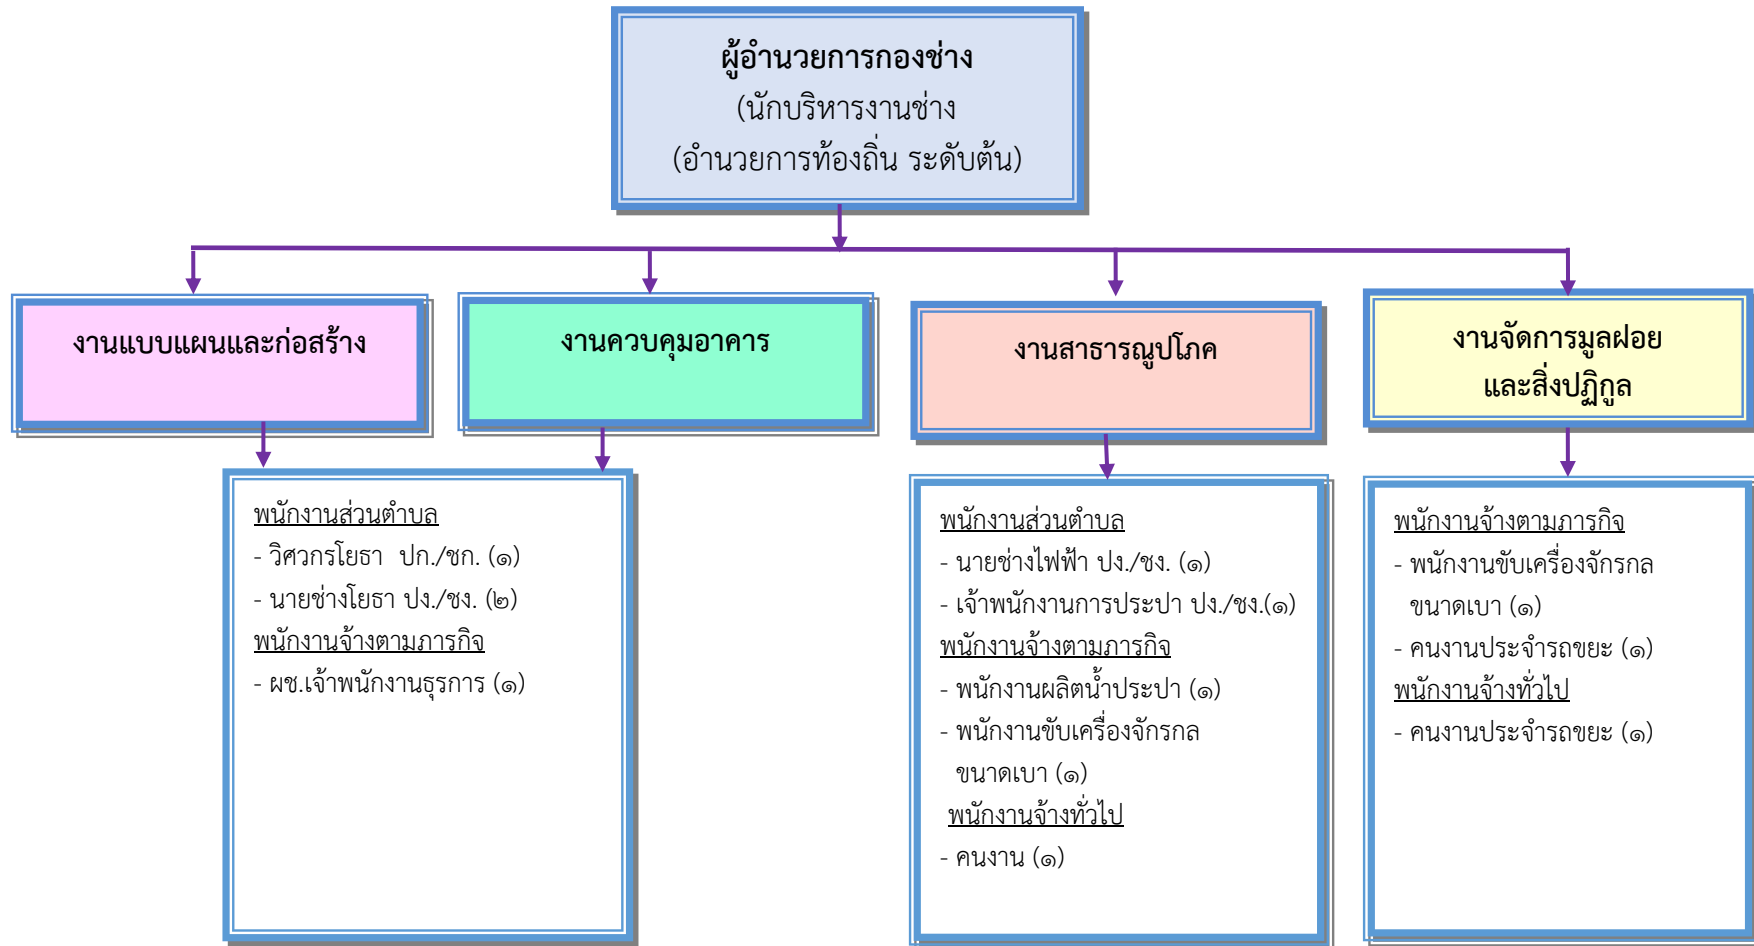 ผู้อำนวยการกองช่าง
(นักบริหารงานช่าง
(อำนวยการท้องถิ่น ระดับต้น)
งานแบบแผนและก่อสร้าง
งานควบคุมอาคาร
งานสาธารณูปโภค
งานจัดการมูลฝอย
และสิ่งปฏิกูล
พนักงานส่วนตำบล
- วิศวกรโยธา ปก./ชก. (๑)
- นายช่างโยธา ปง./ชง. (๒)
พนักงานจ้างตามภารกิจ
- ผช.เจ้าพนักงานธุรการ (๑)
พนักงานส่วนตำบล
- นายช่างไฟฟ้า ปง./ชง. (๑)
- เจ้าพนักงานการประปา ปง./ชง.(๑)
พนักงานจ้างตามภารกิจ
- พนักงานผลิตน้ำประปา (๑)
- พนักงานขับเครื่องจักรกล
ขนาดเบา (๑)
พนักงานจ้างทั่วไป
- คนงาน (๑)
พนักงานจ้างตามภารกิจ
- พนักงานขับเครื่องจักรกล
ขนาดเบา (๑)
- คนงานประจำรถขยะ (๑)
พนักงานจ้างทั่วไป
- คนงานประจำรถขยะ (๑)